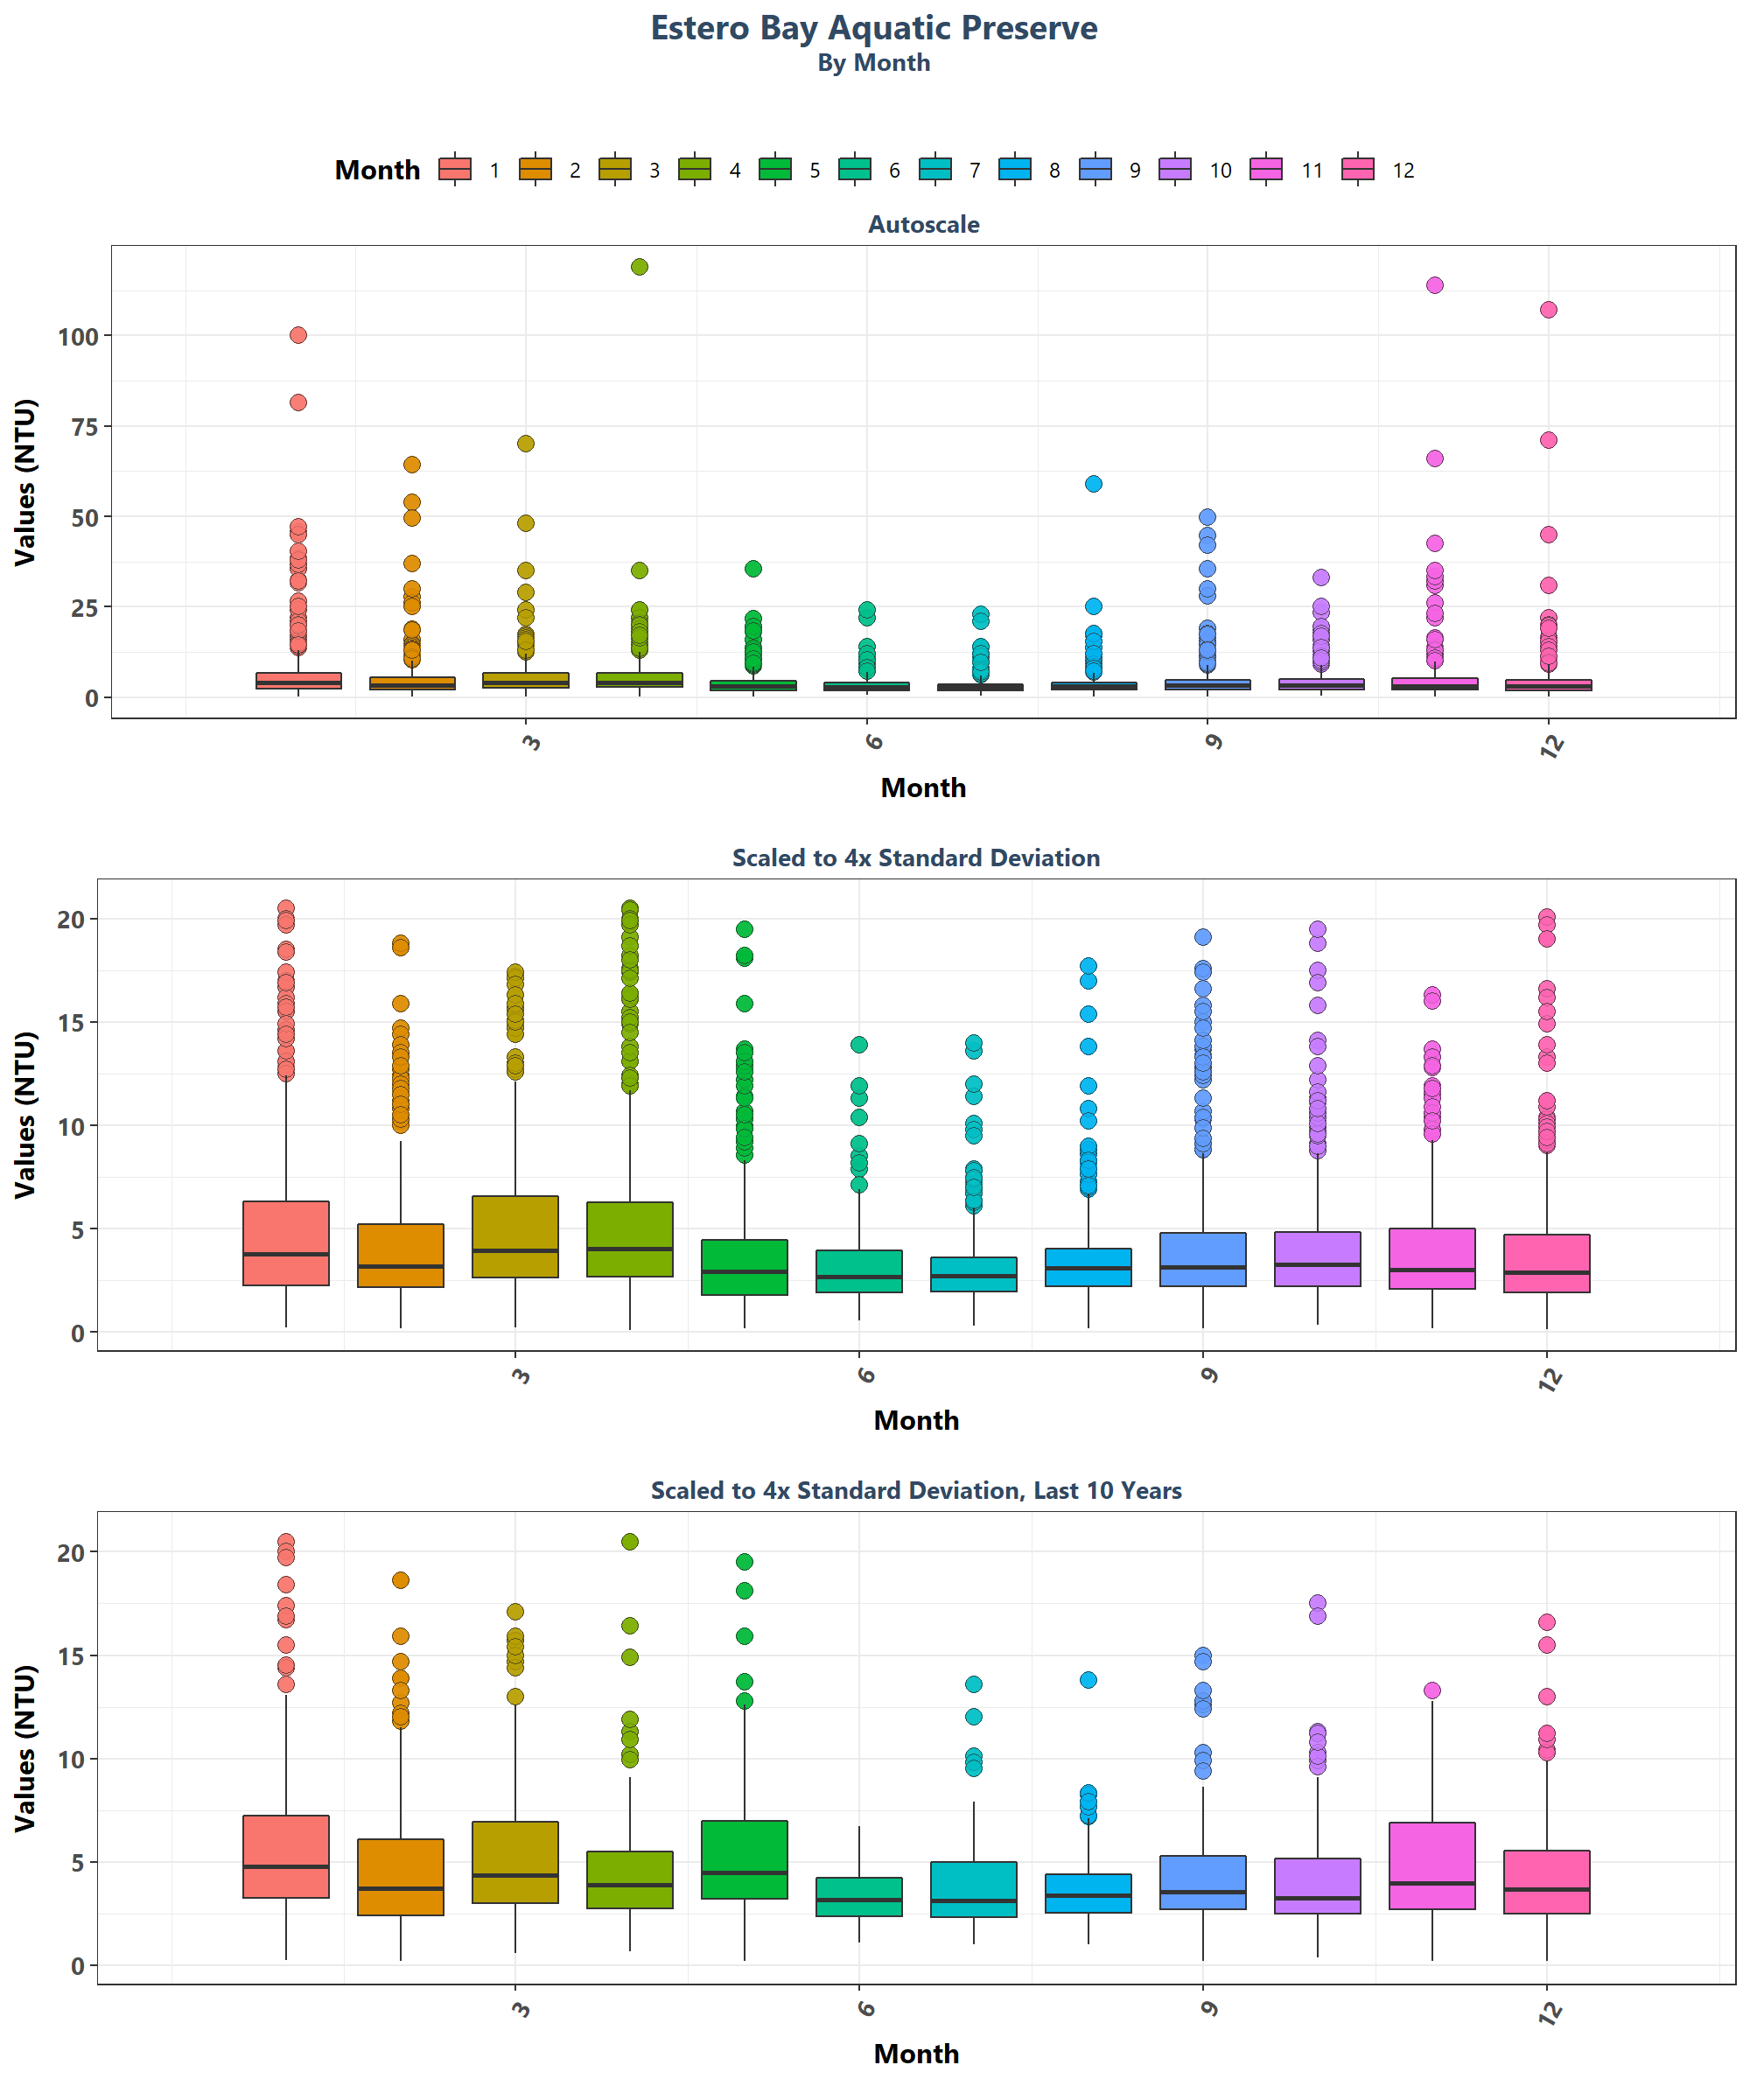 Estero Bay Aquatic Preserve
By Month
Month 1 2 3 4 5 6 7 8 9 10 11 12
Autoscale
Values (NTU)
100
75
50
25
0
3 6 9 12
Month
Scaled to 4x Standard Deviation
Values (NTU)
20
15
10
5
0
3 6 9 12
Month
Scaled to 4x Standard Deviation, Last 10 Years
Values (NTU)
20
15
10
5
0
3 6 9 12
Month